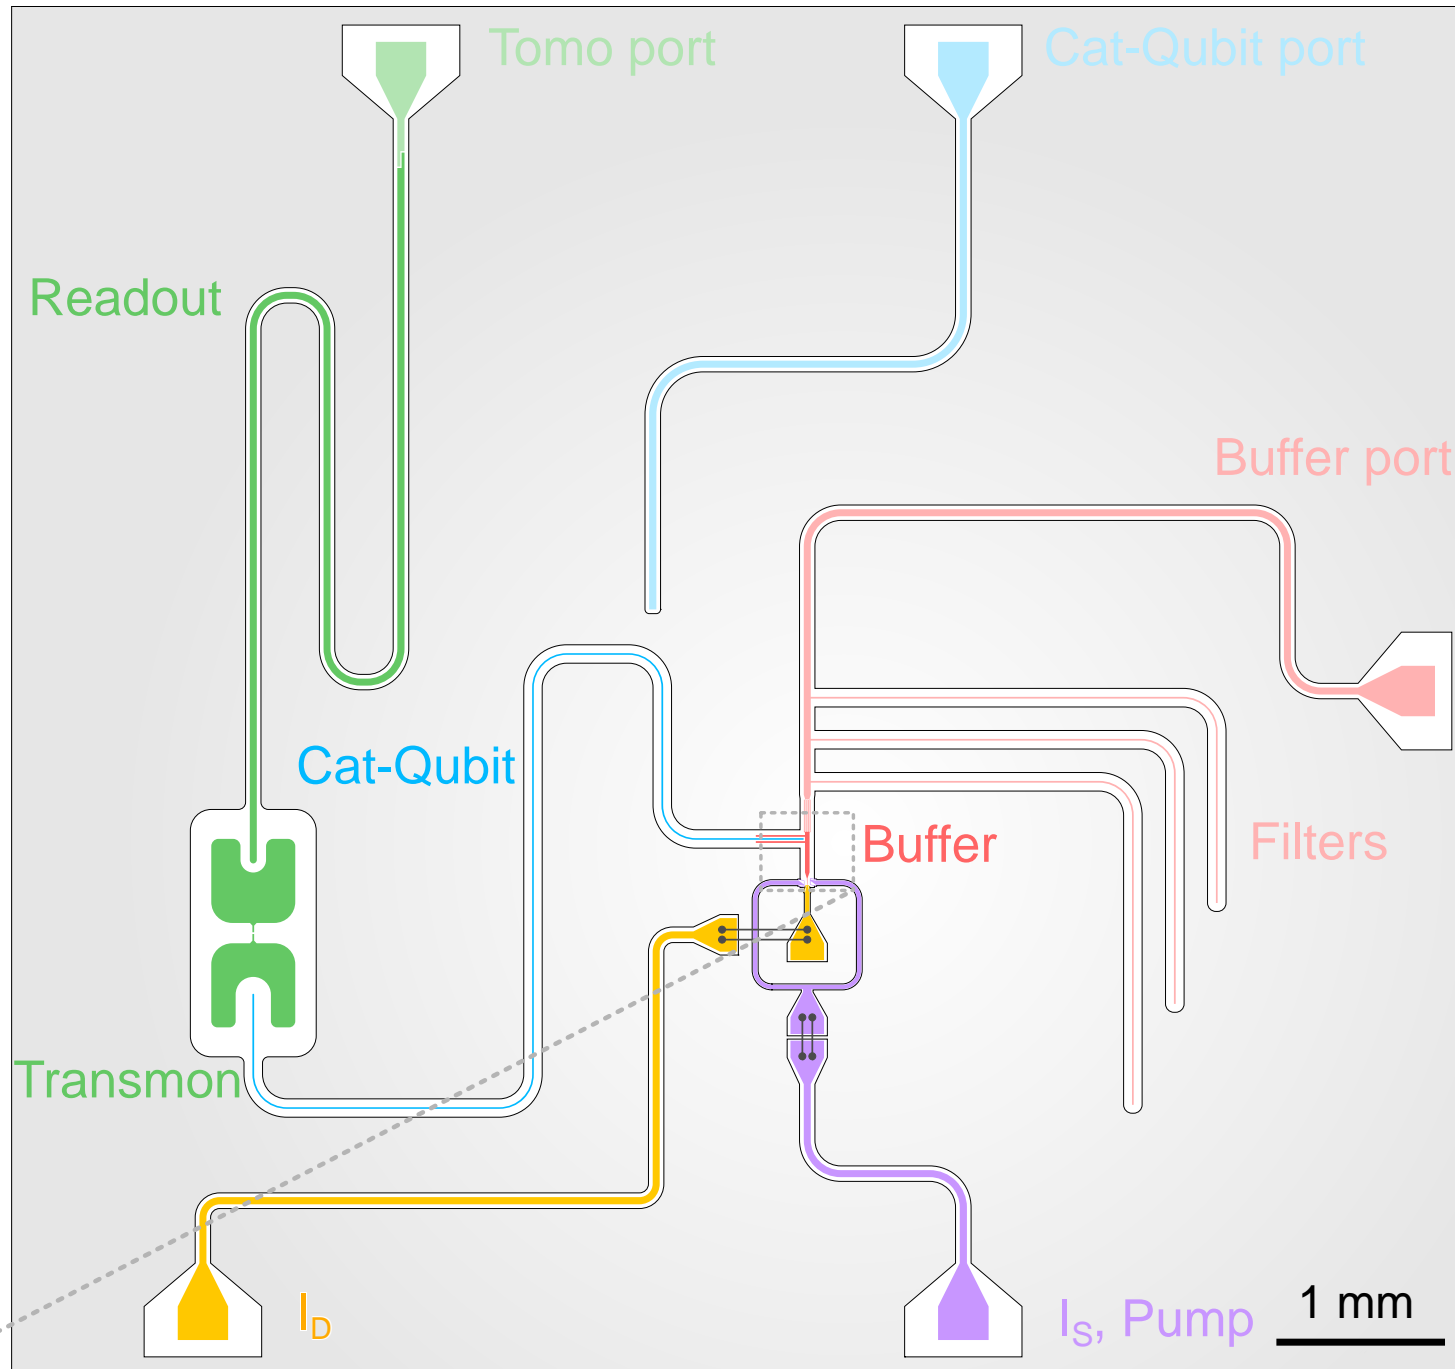 Tomo port
Cat-Qubit port
Readout
Buffer port
Cat-Qubit
Buffer
Filters
Transmon
I_D
I_S, Pump
1 mm